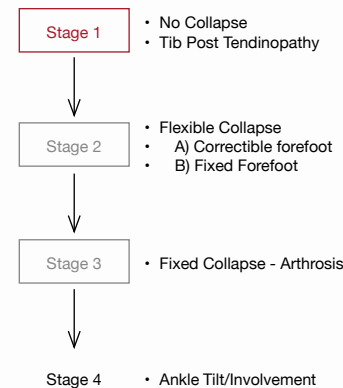 Stage 1
• No Collapse
• Tib Post Tendinopathy
Stage 2
• Flexible Collapse
• A) Correctible forefoot
• B) Fixed Forefoot
Stage 3
• Fixed Collapse - Arthrosis
Stage 4
• Ankle Tilt/Involvement